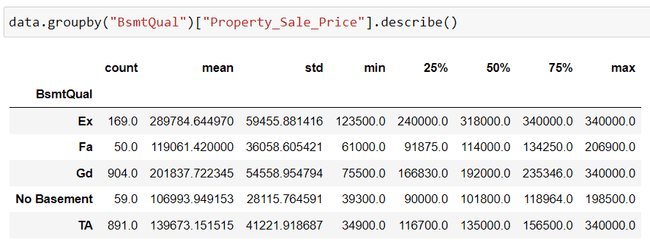 data.groupby("BsmtQual")["Property_Sale_Price"].describe()
count mean std min 25% 50% 75% max
BsmtQual
Ex 169.0 289784.644970 59455.881416 123500.0 240000.0 318000.0 340000.0 340000.0
Fa 50.0 119061.420000 36058.605421 61000.0 91875.0 114000.0 134250.0 206900.0
Gd 904.0 201837.722345 54558.954794 75500.0 166830.0 192000.0 235346.0 340000.0
No Basement 59.0 106993.949153 28115.764591 39300.0 90000.0 101800.0 118964.0 198500.0
TA 891.0 139673.151515 41221.918687 34900.0 116700.0 135000.0 156500.0 340000.0